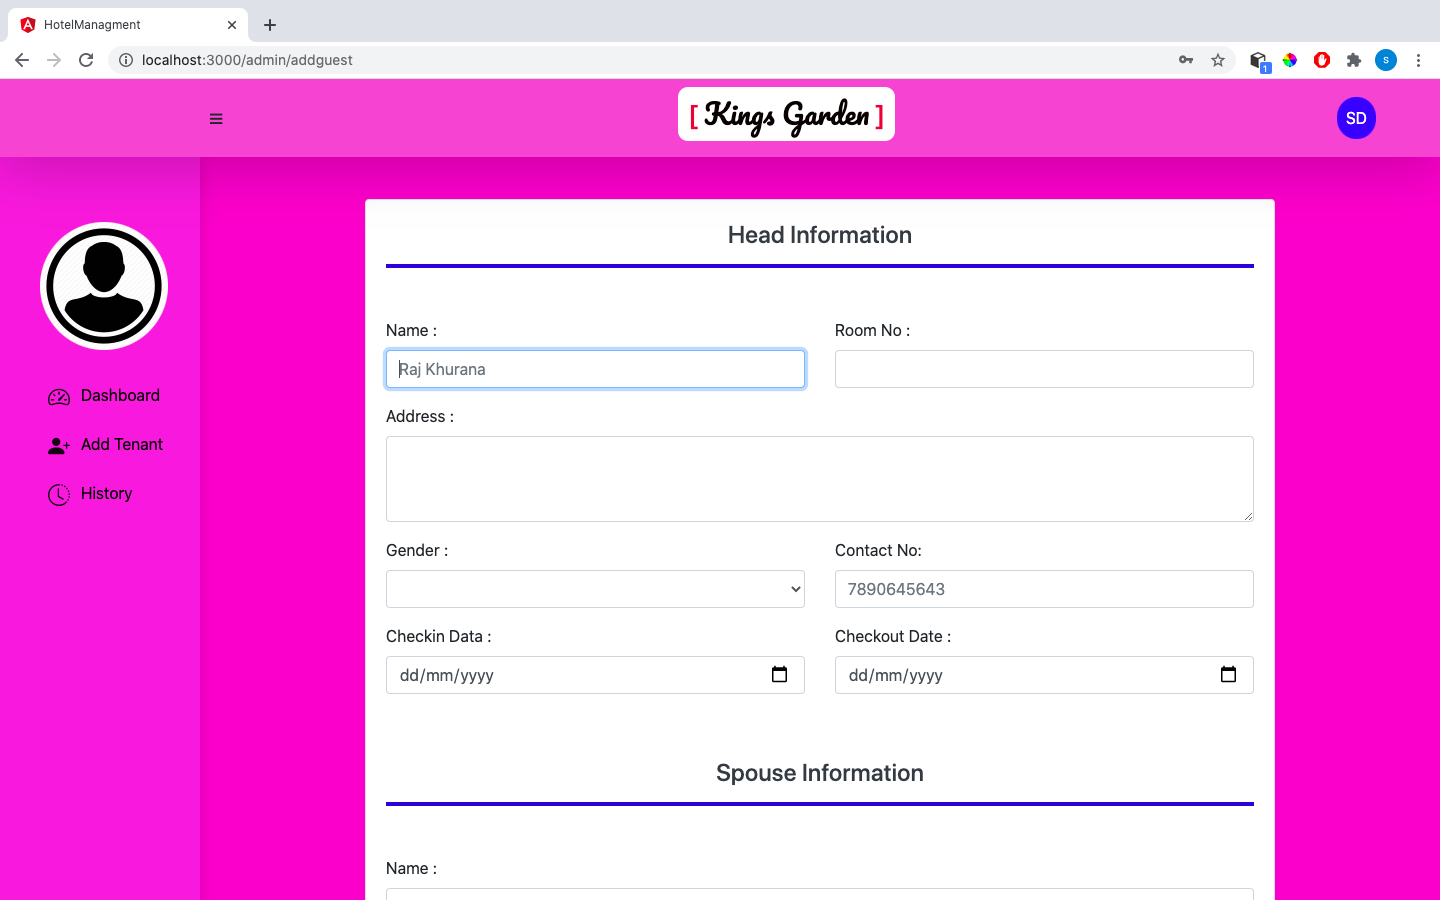 HotelManagment
localhost:3000/admin/addguest
1
S
[ Kings Garden ]
SD
Dashboard
Add Tenant
History
Head Information
Name :
Room No :
Raj Khurana
Address :
Gender :
Contact No:
7890645643
Checkin Data :
Checkout Date :
dd/mm/yyyy
dd/mm/yyyy
Spouse Information
Name :